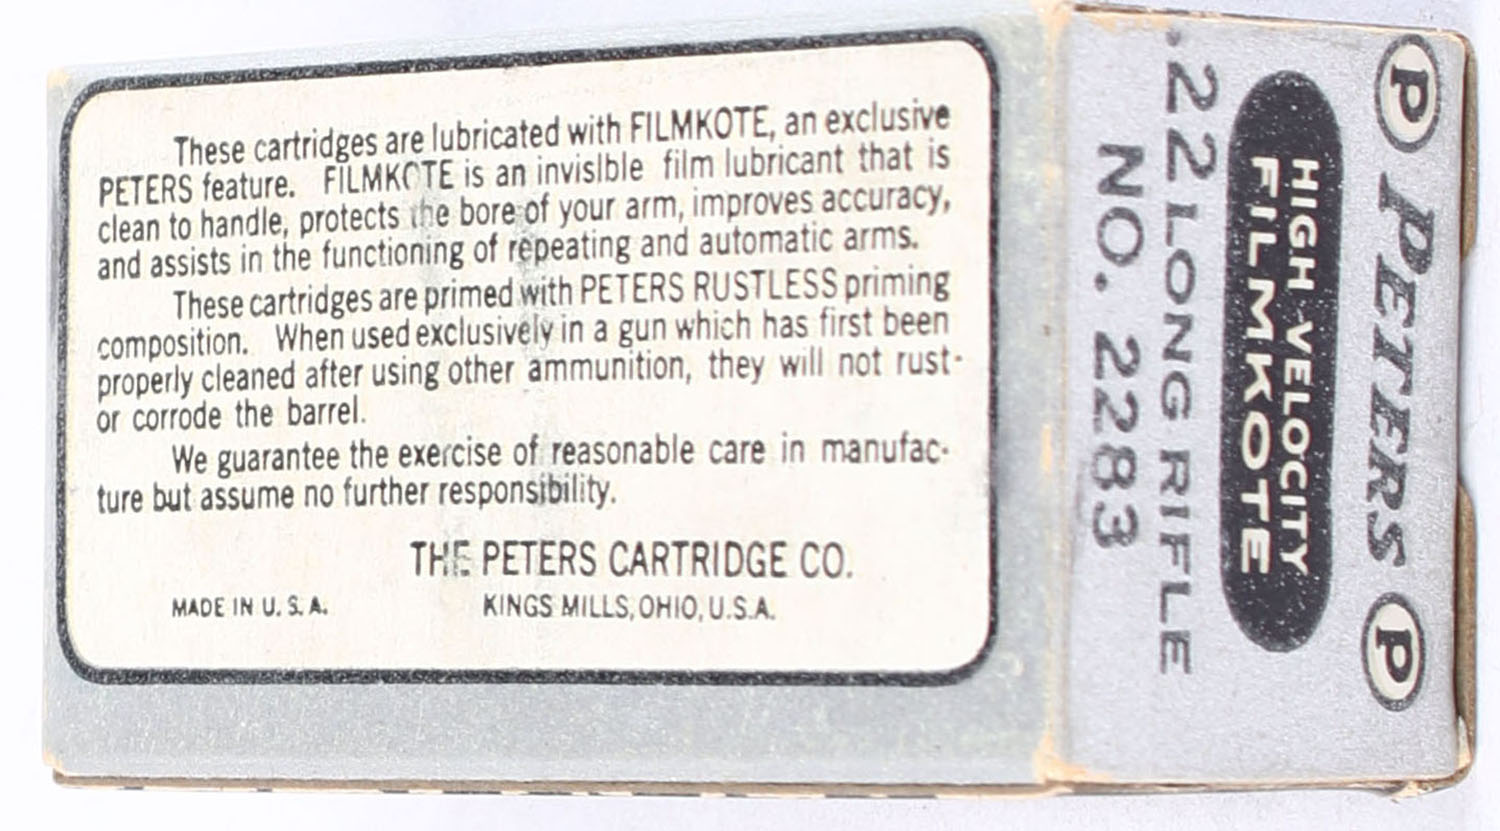 These cartridges are lubricated with FILMKOTE, an exclusive
PETERS feature. FILMKOTE is an invisible film lubricant that is
clean to handle, protects the bore of your arm, improves accuracy,
and assists in the functioning of repeating and automatic arms.
These cartridges are primed with PETERS RUSTLESS priming
composition. When used exclusively in a gun which has first been
properly cleaned after using other ammunition, they will not rust-
or corrode the barrel.
We guarantee the exercise of reasonable care in manufac-
ture but assume no further responsibility.
THE PETERS CARTRIDGE CO.
MADE IN U.S.A. KINGS MILLS, OHIO, U.S.A.
P PETERS P
HIGH VELOCITY
FILMKOTE
.22 LONG RIFLE
NO. 2283